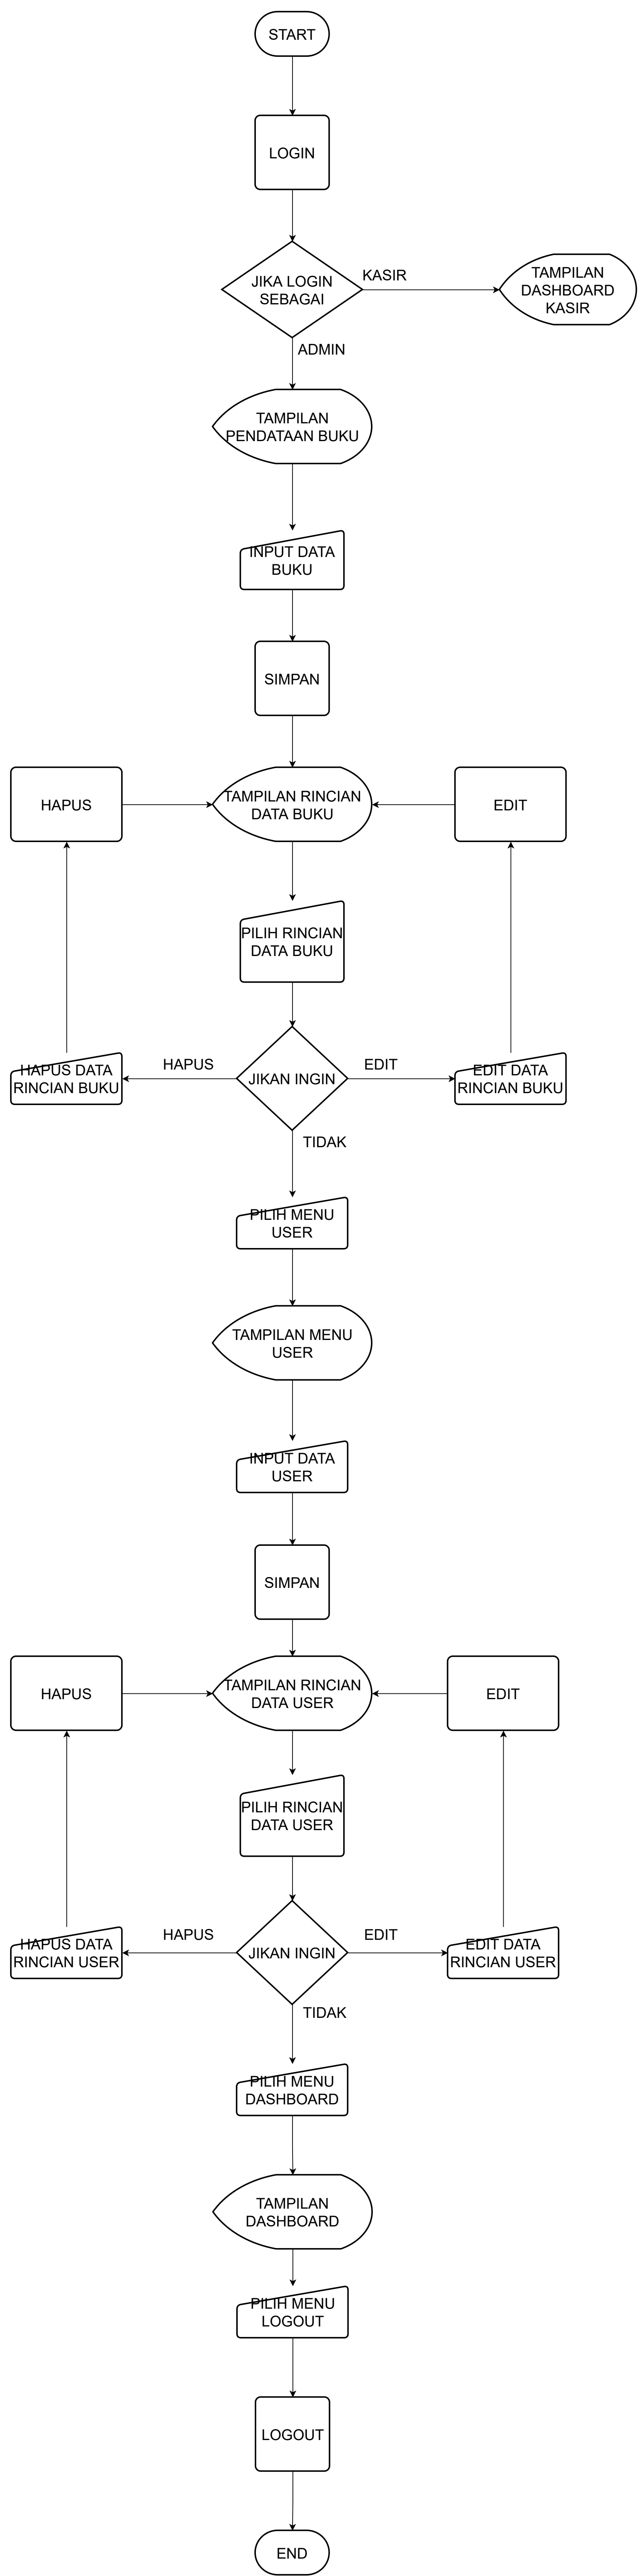 START
LOGIN
JIKA LOGIN
SEBAGAI
KASIR
TAMPILAN
DASHBOARD
KASIR
ADMIN
TAMPILAN
PENDATAAN BUKU
INPUT DATA
BUKU
SIMPAN
HAPUS
TAMPILAN RINCIAN
DATA BUKU
EDIT
PILIH RINCIAN
DATA BUKU
HAPUS DATA
RINCIAN BUKU
HAPUS
JIKAN INGIN
EDIT
EDIT DATA
RINCIAN BUKU
TIDAK
PILIH MENU
USER
TAMPILAN MENU
USER
INPUT DATA
USER
SIMPAN
HAPUS
TAMPILAN RINCIAN
DATA USER
EDIT
PILIH RINCIAN
DATA USER
HAPUS DATA
RINCIAN USER
HAPUS
JIKAN INGIN
EDIT
EDIT DATA
RINCIAN USER
TIDAK
PILIH MENU
DASHBOARD
TAMPILAN
DASHBOARD
PILIH MENU
LOGOUT
LOGOUT
END